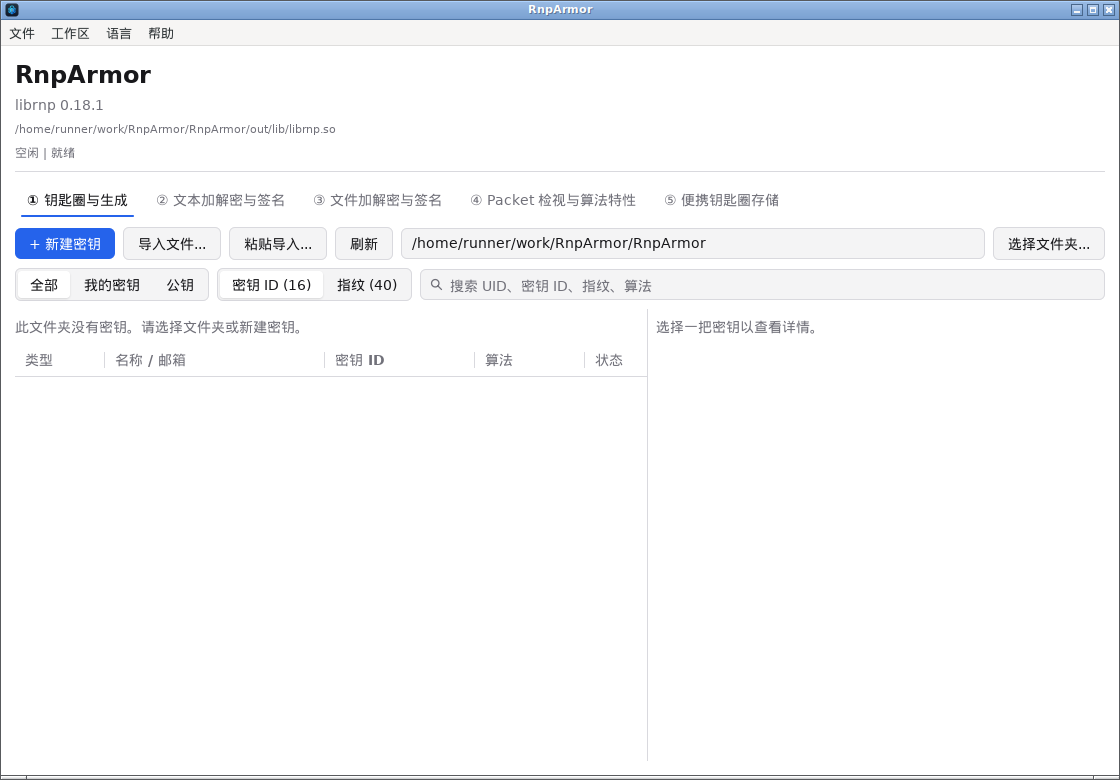 RnpArmor
文件 工作区 语言 帮助
RnpArmor
librnp 0.18.1
/home/runner/work/RnpArmor/RnpArmor/out/lib/librnp.so
空闲 | 就绪
① 钥匙圈与生成 ② 文本加解密与签名 ③ 文件加解密与签名 ④ Packet 检视与算法特性 ⑤ 便携钥匙圈存储
+ 新建密钥 导入文件... 粘贴导入... 刷新 /home/runner/work/RnpArmor/RnpArmor 选择文件夹...
全部 我的密钥 公钥 密钥 ID (16) 指纹 (40) 搜索 UID、密钥 ID、指纹、算法
此文件夹没有密钥。请选择文件夹或新建密钥。 选择一把密钥以查看详情。
类型 名称 / 邮箱 密钥 ID 算法 状态